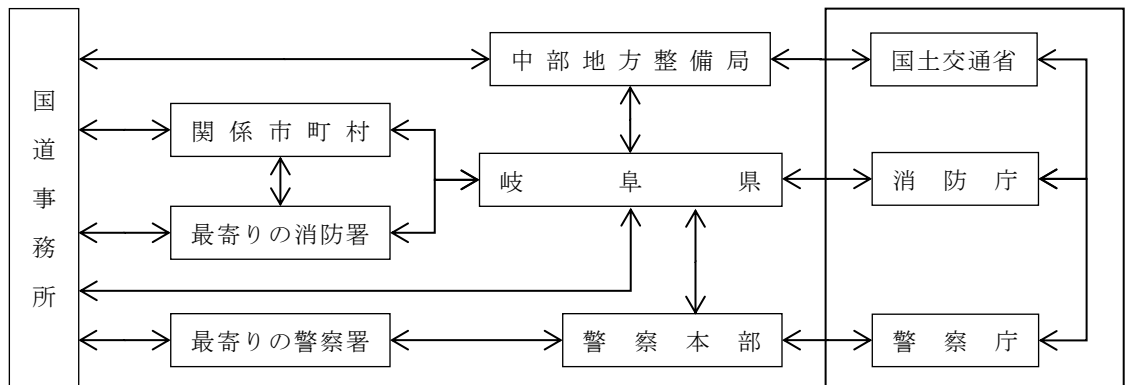 国道事務所
中部地方整備局
国土交通省
関係市町村
岐阜県
消防庁
最寄りの消防署
最寄りの警察署
警察本部
警察庁